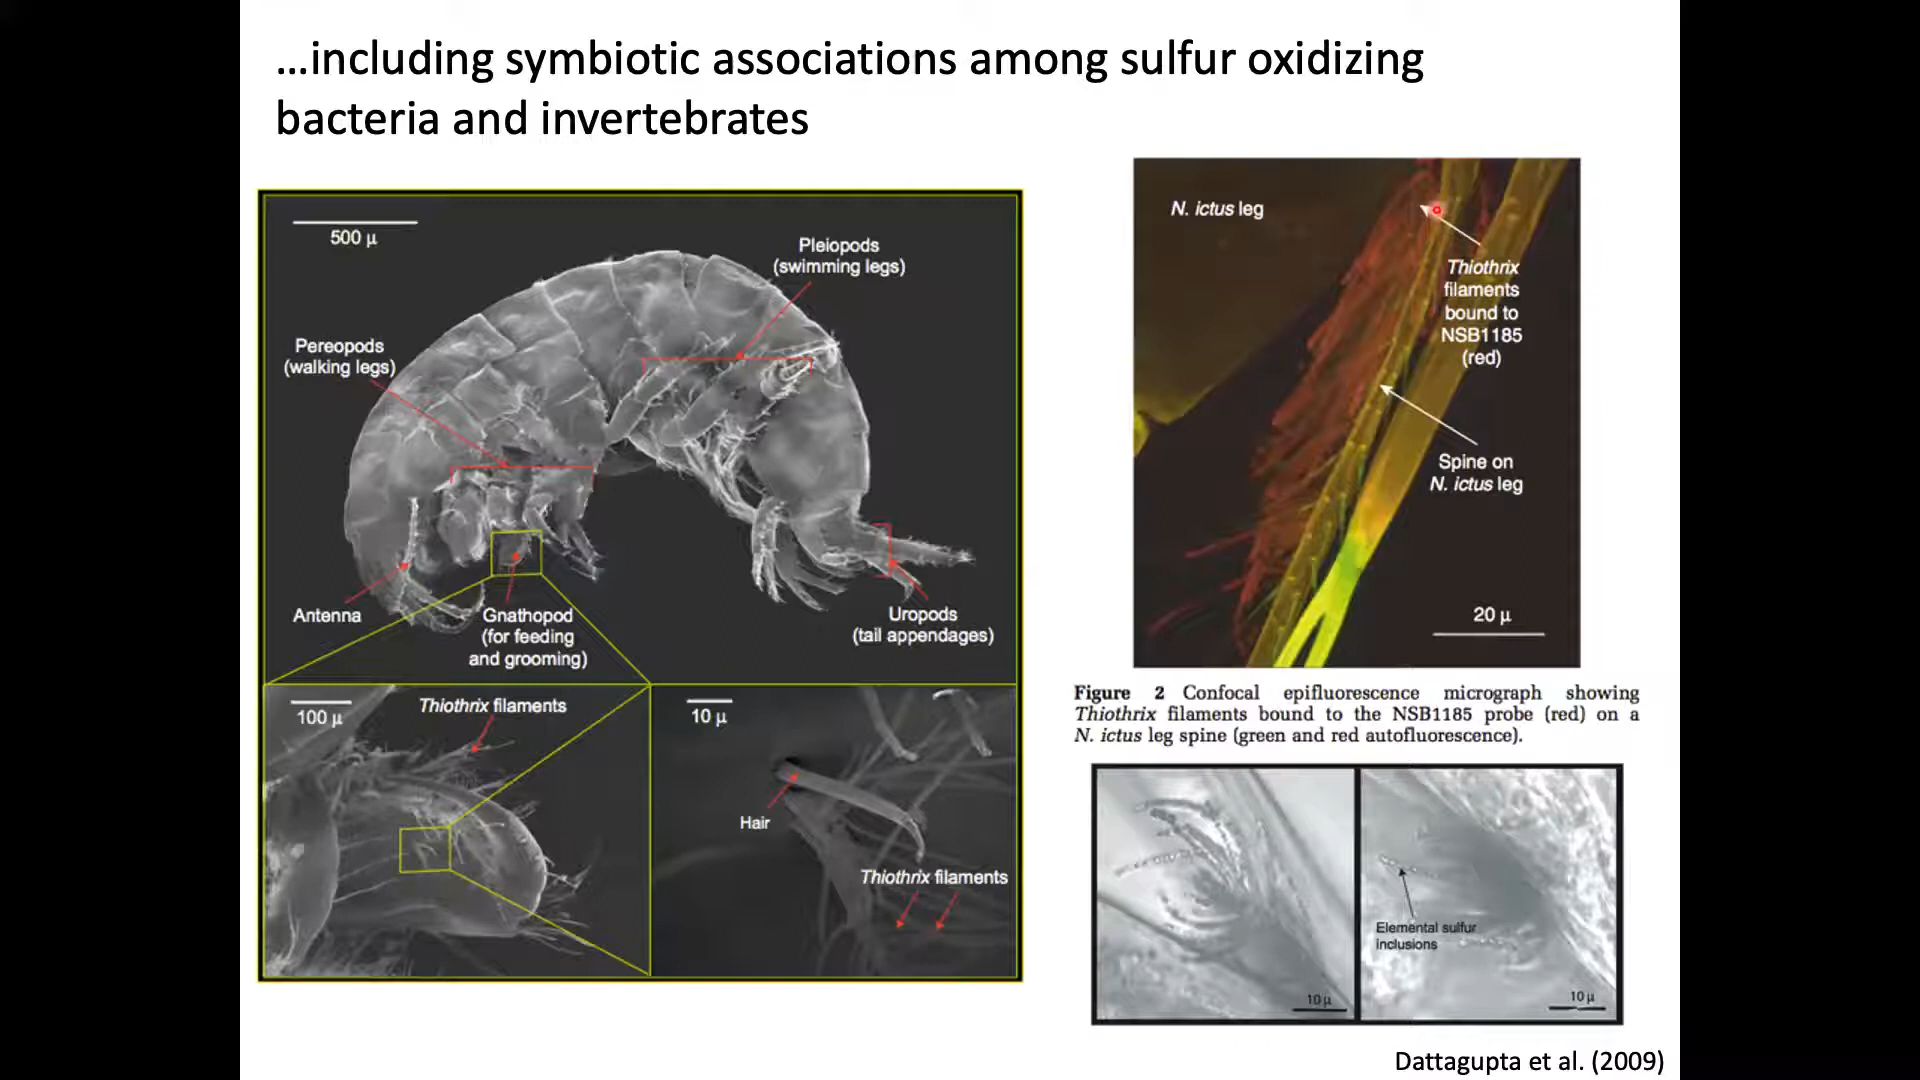 ...including symbiotic associations among sulfur oxidizing
bacteria and invertebrates
500 µ
Pleiopods
(swimming legs)
Pereopods
(walking legs)
Antenna
Gnathopod
(for feeding
and grooming)
Uropods
(tail appendages)
100 µ
Thiothrix filaments
10 µ
Hair
Thiothrix filaments
N. ictus leg
Thiothrix
filaments
bound to
NSB1185
(red)
Spine on
N. ictus leg
20 µ
Figure 2 Confocal epifluorescence micrograph showing
Thiothrix filaments bound to the NSB1185 probe (red) on a
N. ictus leg spine (green and red autofluorescence).
10 µ
Elemental sulfur
inclusions
10 µ
Dattagupta et al. (2009)